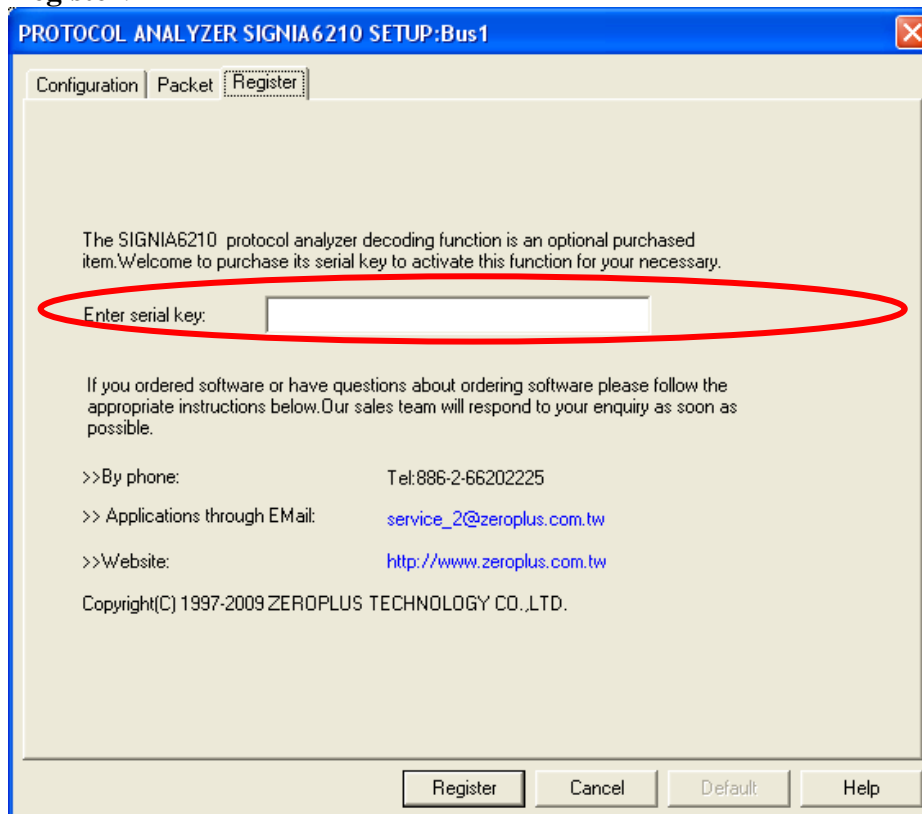 PROTOCOL ANALYZER SIGNIA6210 SETUP:Bus1
Configuration Packet Register
The SIGNIA6210 protocol analyzer decoding function is an optional purchased
item.Welcome to purchase its serial key to activate this function for your necessary.
Enter serial key:
If you ordered software or have questions about ordering software please follow the
appropriate instructions below.Our sales team will respond to your enquiry as soon as
possible.
>>By phone: Tel:886-2-66202225
>> Applications through EMail: service_2@zeroplus.com.tw
>>Website: http://www.zeroplus.com.tw
Copyright(C) 1997-2009 ZEROPLUS TECHNOLOGY CO.,LTD.
Register Cancel Default Help